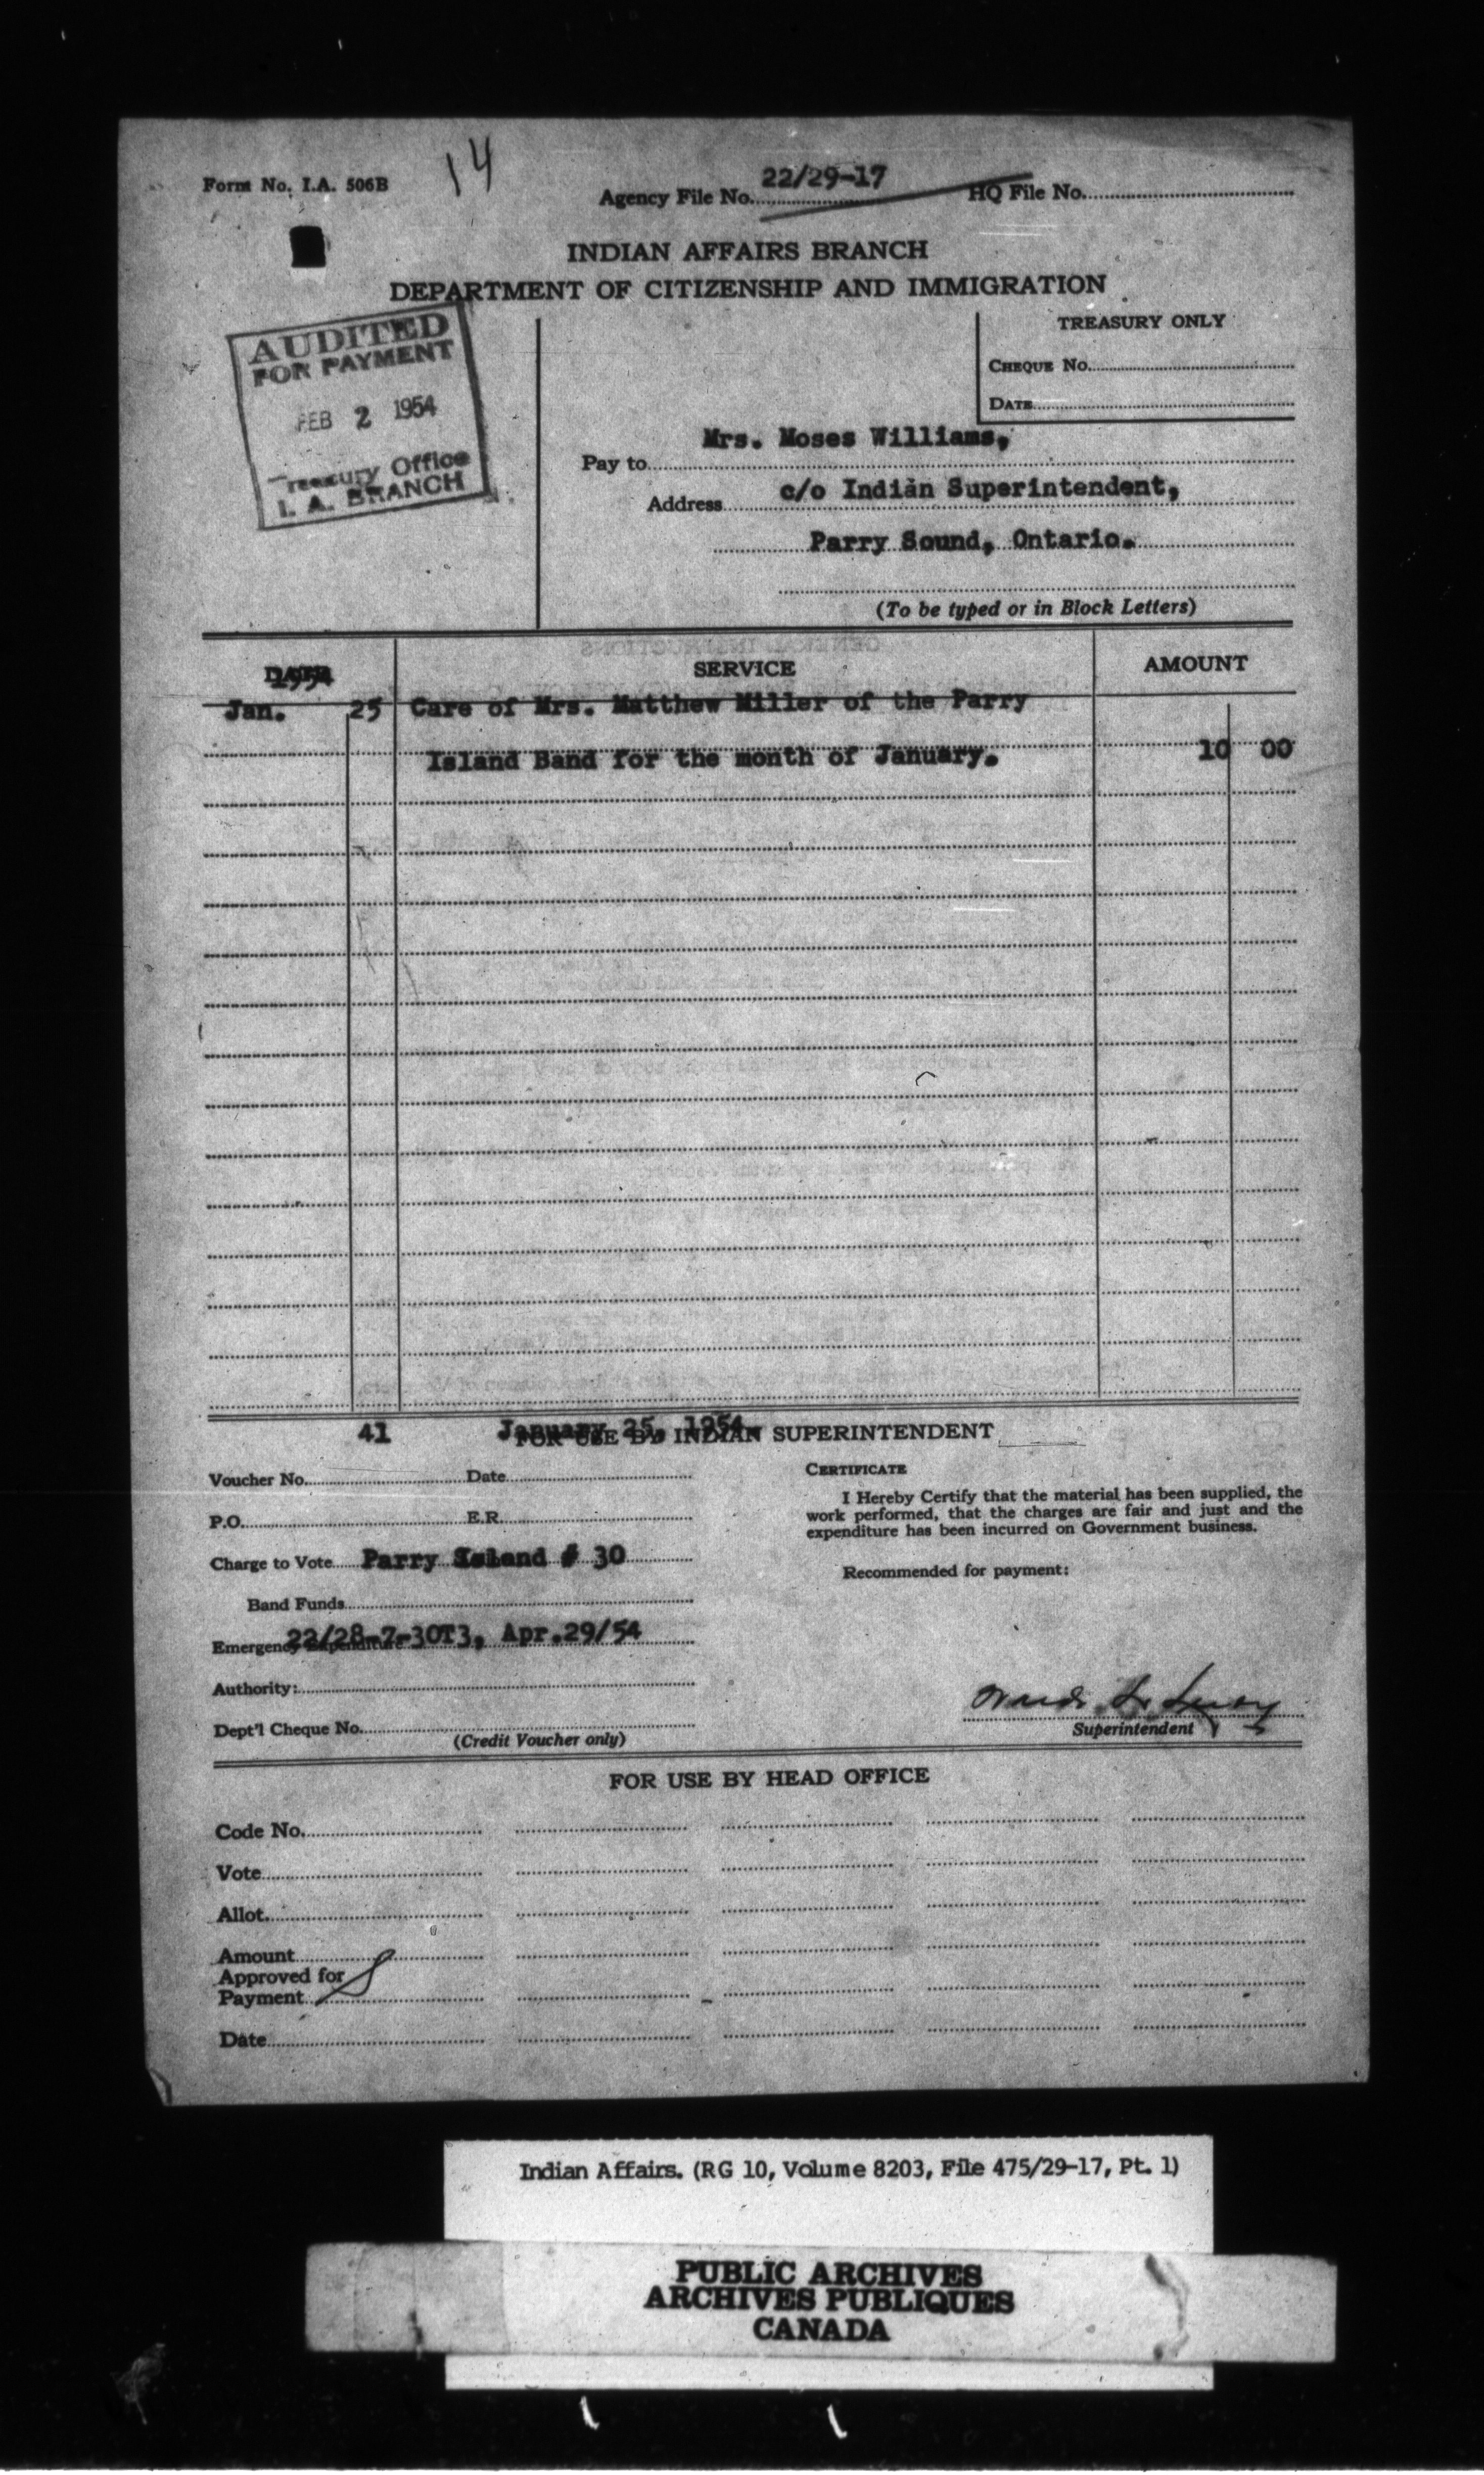 14
Form No. I.A. 506B
Agency File No. 22/29-17 HQ File No.
INDIAN AFFAIRS BRANCH
DEPARTMENT OF CITIZENSHIP AND IMMIGRATION
AUDITED
FOR PAYMENT
FEB 2 1954
Treasury Office
I. A. BRANCH
TREASURY ONLY
CHEQUE No.
DATE
Pay to Mrs. Moses Williams,
Address c/o Indian Superintendent,
Parry Sound, Ontario.
(To be typed or in Block Letters)
DATE SERVICE AMOUNT
1954
Jan. 25 Care of Mrs. Matthew Miller of the Parry
Island Band for the month of January. 10 00
41 January 25, 1954.
FOR USE BY INDIAN SUPERINTENDENT
Voucher No. Date
P.O. E.R.
Charge to Vote Parry Island # 30
Band Funds
Emergency Expenditure 22/28-7-30T3, Apr.29/54
Authority:
Dept'l Cheque No.
(Credit Voucher only)
CERTIFICATE
I Hereby Certify that the material has been supplied, the
work performed, that the charges are fair and just and the
expenditure has been incurred on Government business.
Recommended for payment:
Superintendent
FOR USE BY HEAD OFFICE
Code No.
Vote
Allot.
Amount
Approved for
Payment
Date
Indian Affairs. (RG 10, Volume 8203, File 475/29-17, Pt. 1)
PUBLIC ARCHIVES
ARCHIVES PUBLIQUES
CANADA